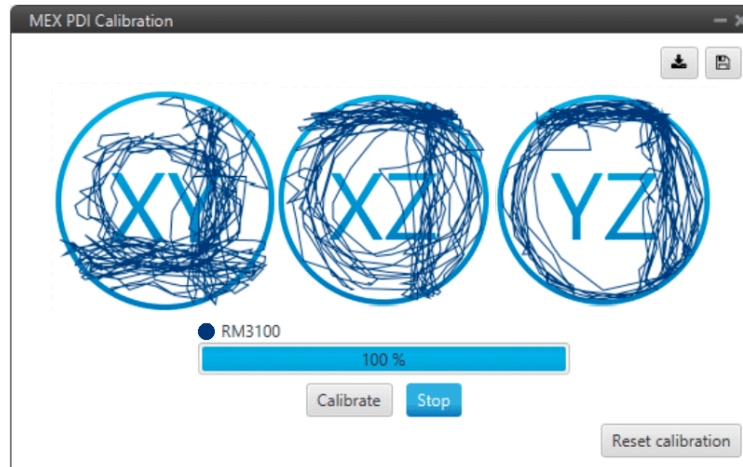 MEX PDI Calibration
XY XZ YZ
RM3100
100 %
Calibrate Stop
Reset calibration